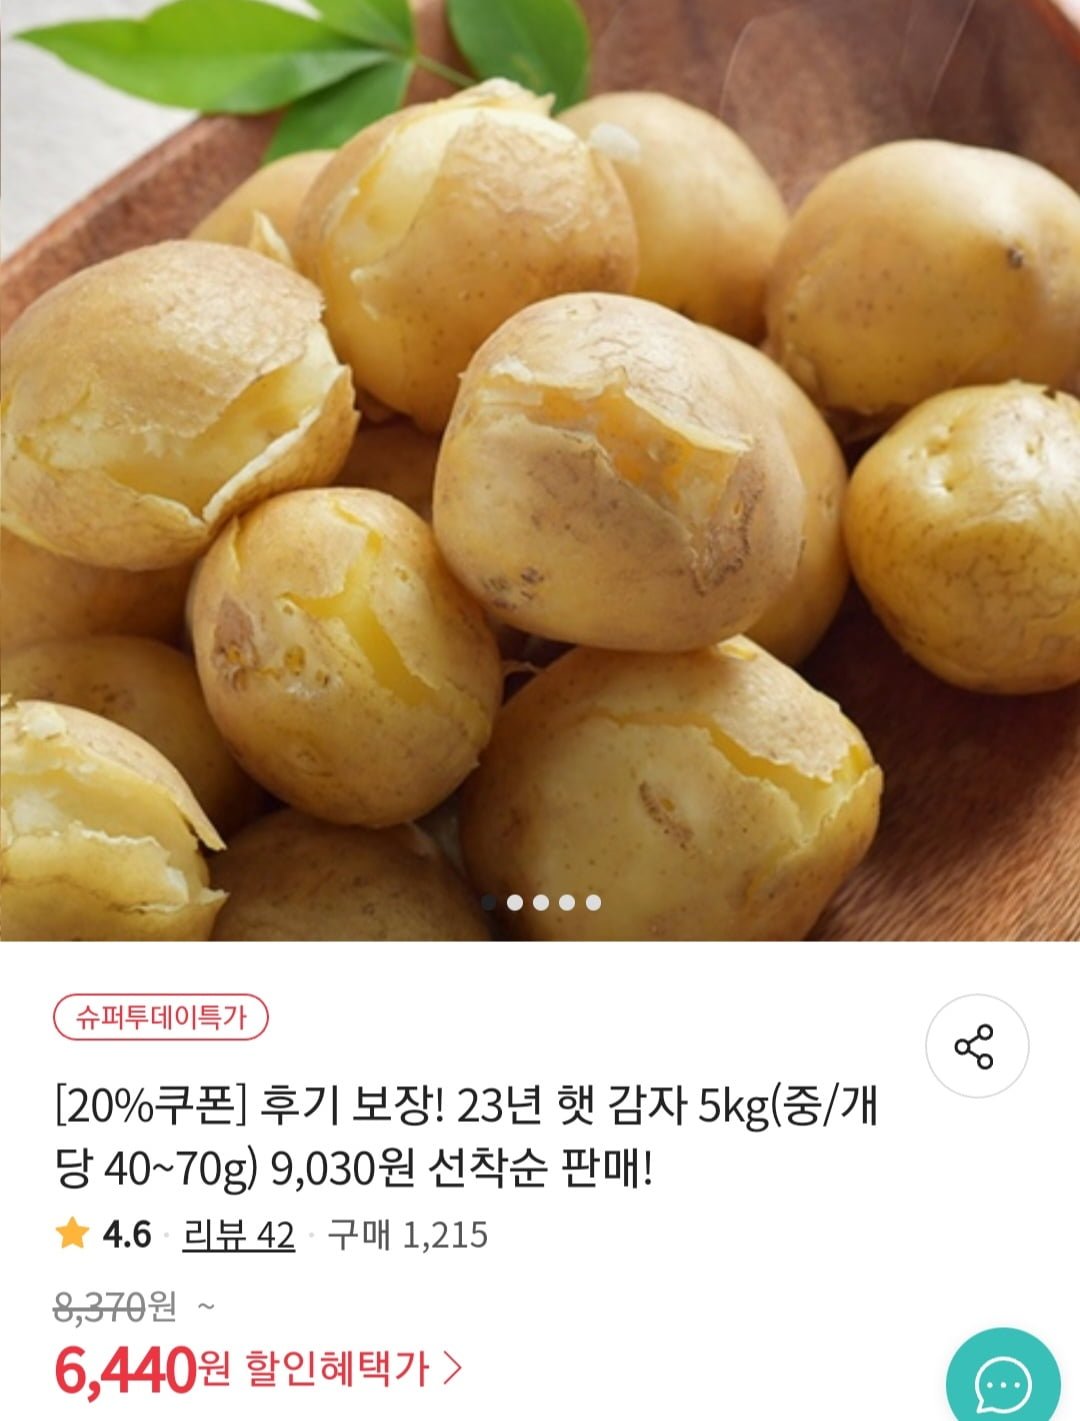 슈퍼투데이특가
[20%쿠폰] 후기 보장! 23년 햇 감자 5kg(중/개
당 40~70g) 9,030원 선착순 판매!
4.6 · 리뷰 42 · 구매 1,215
8,370원 ~
6,440원 할인혜택가 >